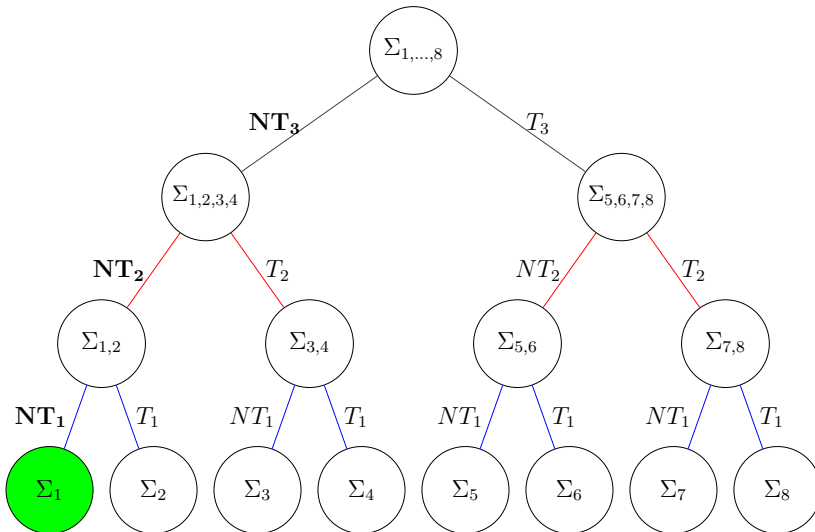 Σ₁,...,₈
NT₃ T₃
Σ₁,₂,₃,₄ Σ₅,₆,₇,₈
NT₂ T₂ NT₂ T₂
Σ₁,₂ Σ₃,₄ Σ₅,₆ Σ₇,₈
NT₁ T₁ NT₁ T₁ NT₁ T₁ NT₁ T₁
Σ₁ Σ₂ Σ₃ Σ₄ Σ₅ Σ₆ Σ₇ Σ₈